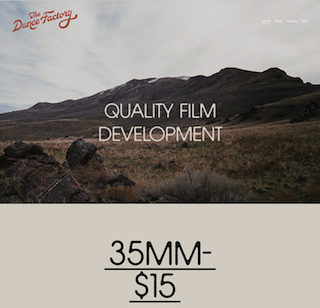 The
Dance Factory
QUALITY FILM
DEVELOPMENT
35MM-
$15